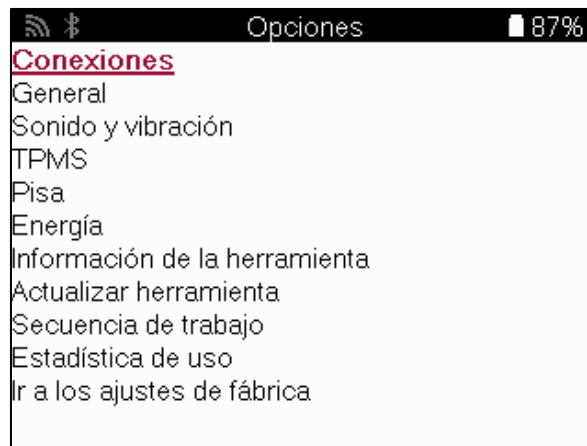 Opciones 87%
Conexiones
General
Sonido y vibración
TPMS
Pisa
Energía
Información de la herramienta
Actualizar herramienta
Secuencia de trabajo
Estadística de uso
Ir a los ajustes de fábrica